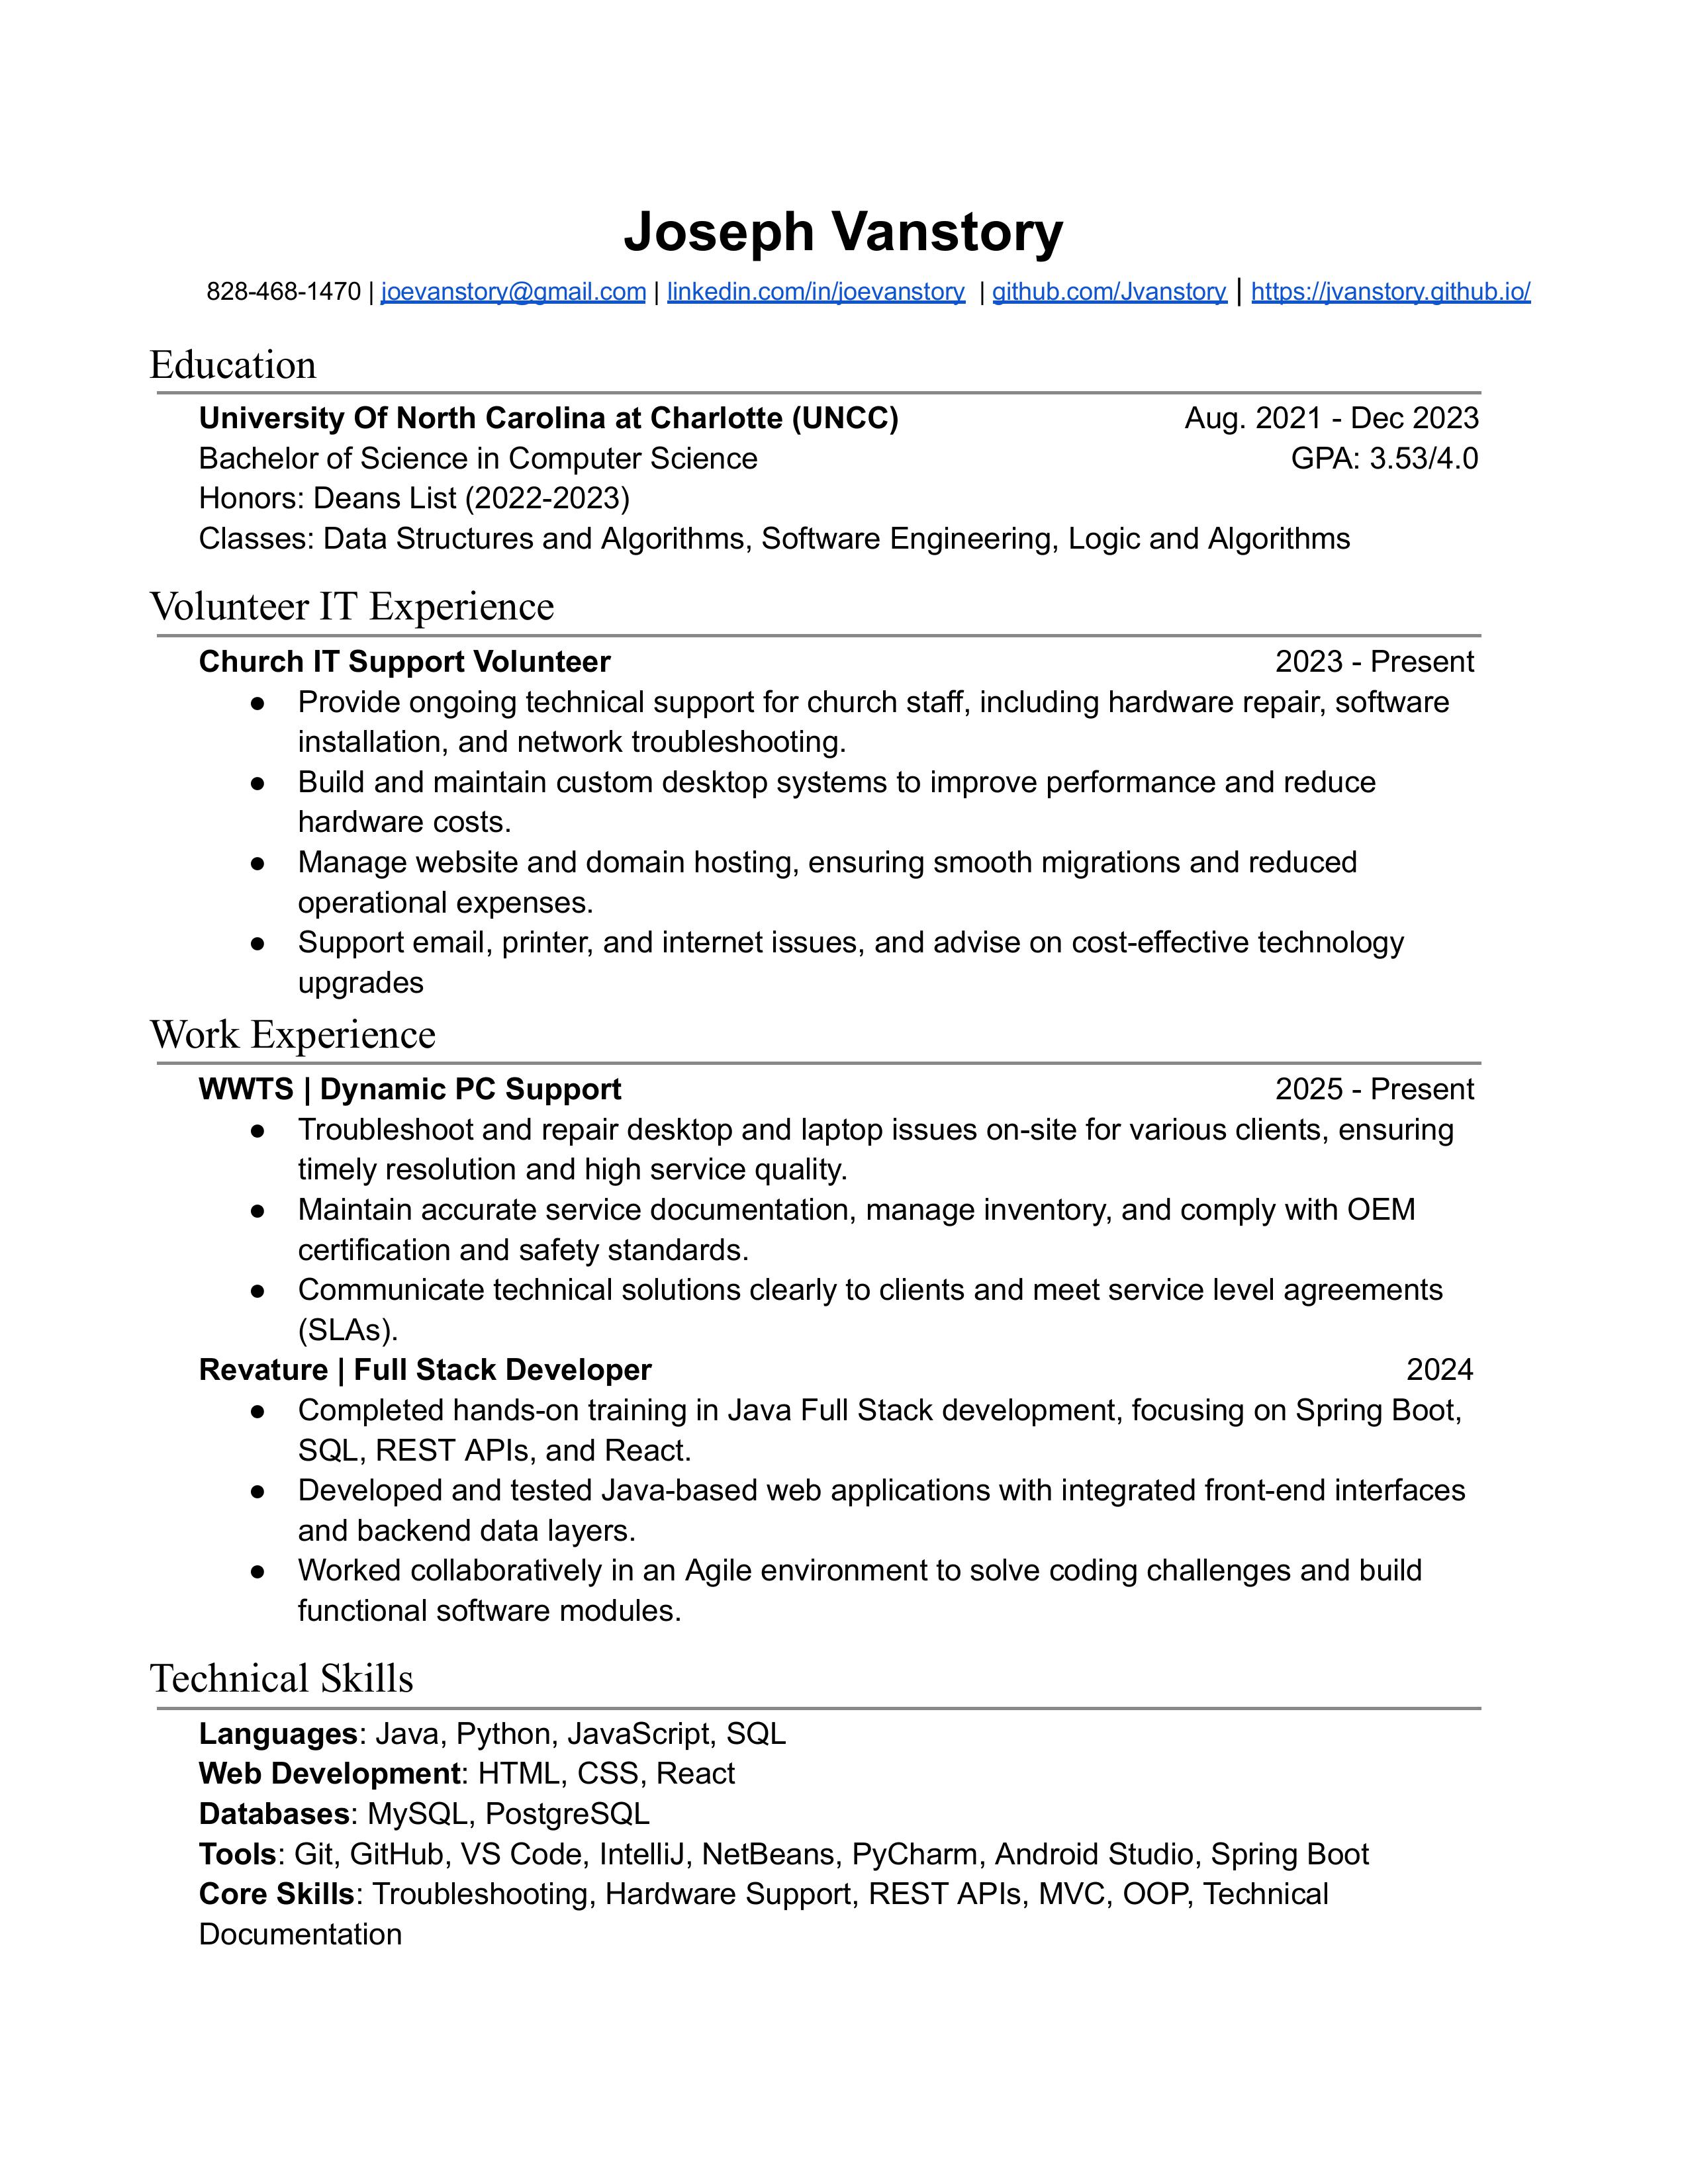 Joseph Vanstory
828-468-1470 | joevanstory@gmail.com | linkedin.com/in/joevanstory | github.com/Jvanstory | https://jvanstory.github.io/
Education
University Of North Carolina at Charlotte (UNCC) Aug. 2021 - Dec 2023
Bachelor of Science in Computer Science GPA: 3.53/4.0
Honors: Deans List (2022-2023)
Classes: Data Structures and Algorithms, Software Engineering, Logic and Algorithms
Volunteer IT Experience
Church IT Support Volunteer 2023 - Present
● Provide ongoing technical support for church staff, including hardware repair, software
installation, and network troubleshooting.
● Build and maintain custom desktop systems to improve performance and reduce
hardware costs.
● Manage website and domain hosting, ensuring smooth migrations and reduced
operational expenses.
● Support email, printer, and internet issues, and advise on cost-effective technology
upgrades
Work Experience
WWTS | Dynamic PC Support 2025 - Present
● Troubleshoot and repair desktop and laptop issues on-site for various clients, ensuring
timely resolution and high service quality.
● Maintain accurate service documentation, manage inventory, and comply with OEM
certification and safety standards.
● Communicate technical solutions clearly to clients and meet service level agreements
(SLAs).
Revature | Full Stack Developer 2024
● Completed hands-on training in Java Full Stack development, focusing on Spring Boot,
SQL, REST APIs, and React.
● Developed and tested Java-based web applications with integrated front-end interfaces
and backend data layers.
● Worked collaboratively in an Agile environment to solve coding challenges and build
functional software modules.
Technical Skills
Languages: Java, Python, JavaScript, SQL
Web Development: HTML, CSS, React
Databases: MySQL, PostgreSQL
Tools: Git, GitHub, VS Code, IntelliJ, NetBeans, PyCharm, Android Studio, Spring Boot
Core Skills: Troubleshooting, Hardware Support, REST APIs, MVC, OOP, Technical
Documentation